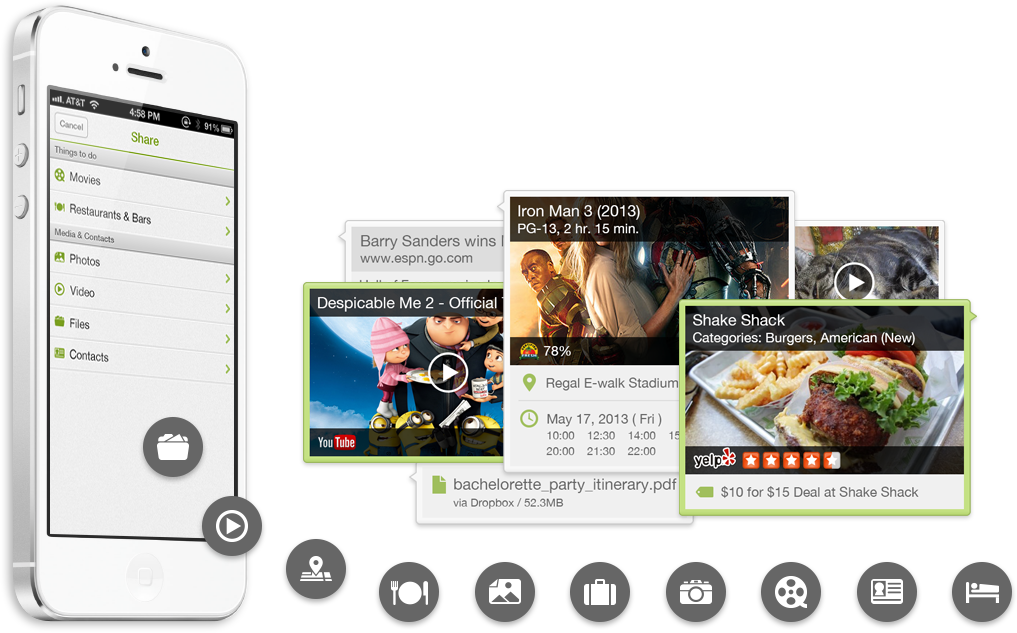 AT&T
4:58 PM
91%
Cancel
Share
Things to do
Movies
Restaurants & Bars
Media & Contacts
Photos
Video
Files
Contacts
Barry Sanders wins
www.espn.go.com
Despicable Me 2 - Official
YouTube
Iron Man 3 (2013)
PG-13, 2 hr. 15 min.
78%
Regal E-walk Stadium
May 17, 2013 ( Fri )
10:00 12:30 14:00 15
20:00 21:30 22:00
bachelorette_party_itinerary.pdf
via Dropbox / 52.3MB
Shake Shack
Categories: Burgers, American (New)
yelp
$10 for $15 Deal at Shake Shack